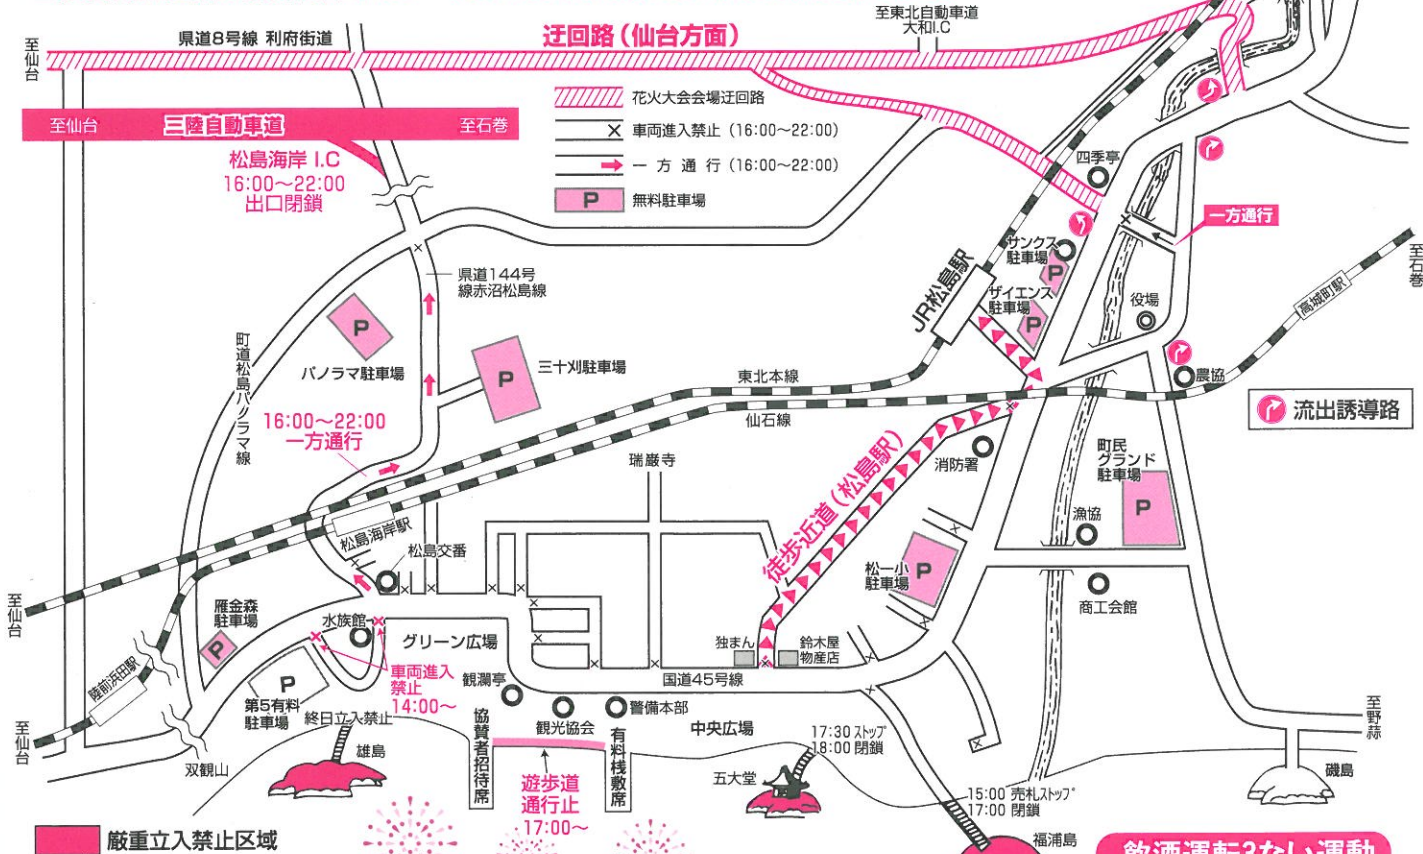 至東北自動車道
大和I.C
県道8号線 利府街道
迂回路(仙台方面)
至仙台
至仙台
三陸自動車道
至石巻
松島海岸 I.C
16:00〜22:00
出口閉鎖
花火大会会場迂回路
車両進入禁止 (16:00〜22:00)
一方通行 (16:00〜22:00)
P
無料駐車場
四季亭
一方通行
サンクス
駐車場
P
JR松島駅
ザイエンス
駐車場
P
役場
高城町駅
至石巻
県道144号
線赤沼松島線
P
パノラマ駐車場
町道松島パノラマ線
P
三十刈駐車場
東北本線
仙石線
農協
流出誘導路
16:00〜22:00
一方通行
瑞巌寺
徒歩近道(松島駅)
消防署
町民
グランド
駐車場
P
漁協
松島海岸駅
松島交番
松一小
駐車場
P
商工会館
至仙台
雁金森
駐車場
P
水族館
グリーン広場
独まん
鈴木屋
物産店
陸前浜田駅
車両進入
禁止
14:00〜
国道45号線
P
第5有料
駐車場
観瀾亭
観光協会
警備本部
至仙台
終日立入禁止
協賛者招待席
有料桟敷席
中央広場
17:30 ストップ
18:00 閉鎖
至野蒜
双観山
雄島
遊歩道
通行止
17:00〜
五大堂
15:00 売札ストップ
17:00 閉鎖
磯島
厳重立入禁止区域
福浦島
飲酒運転3ない運動